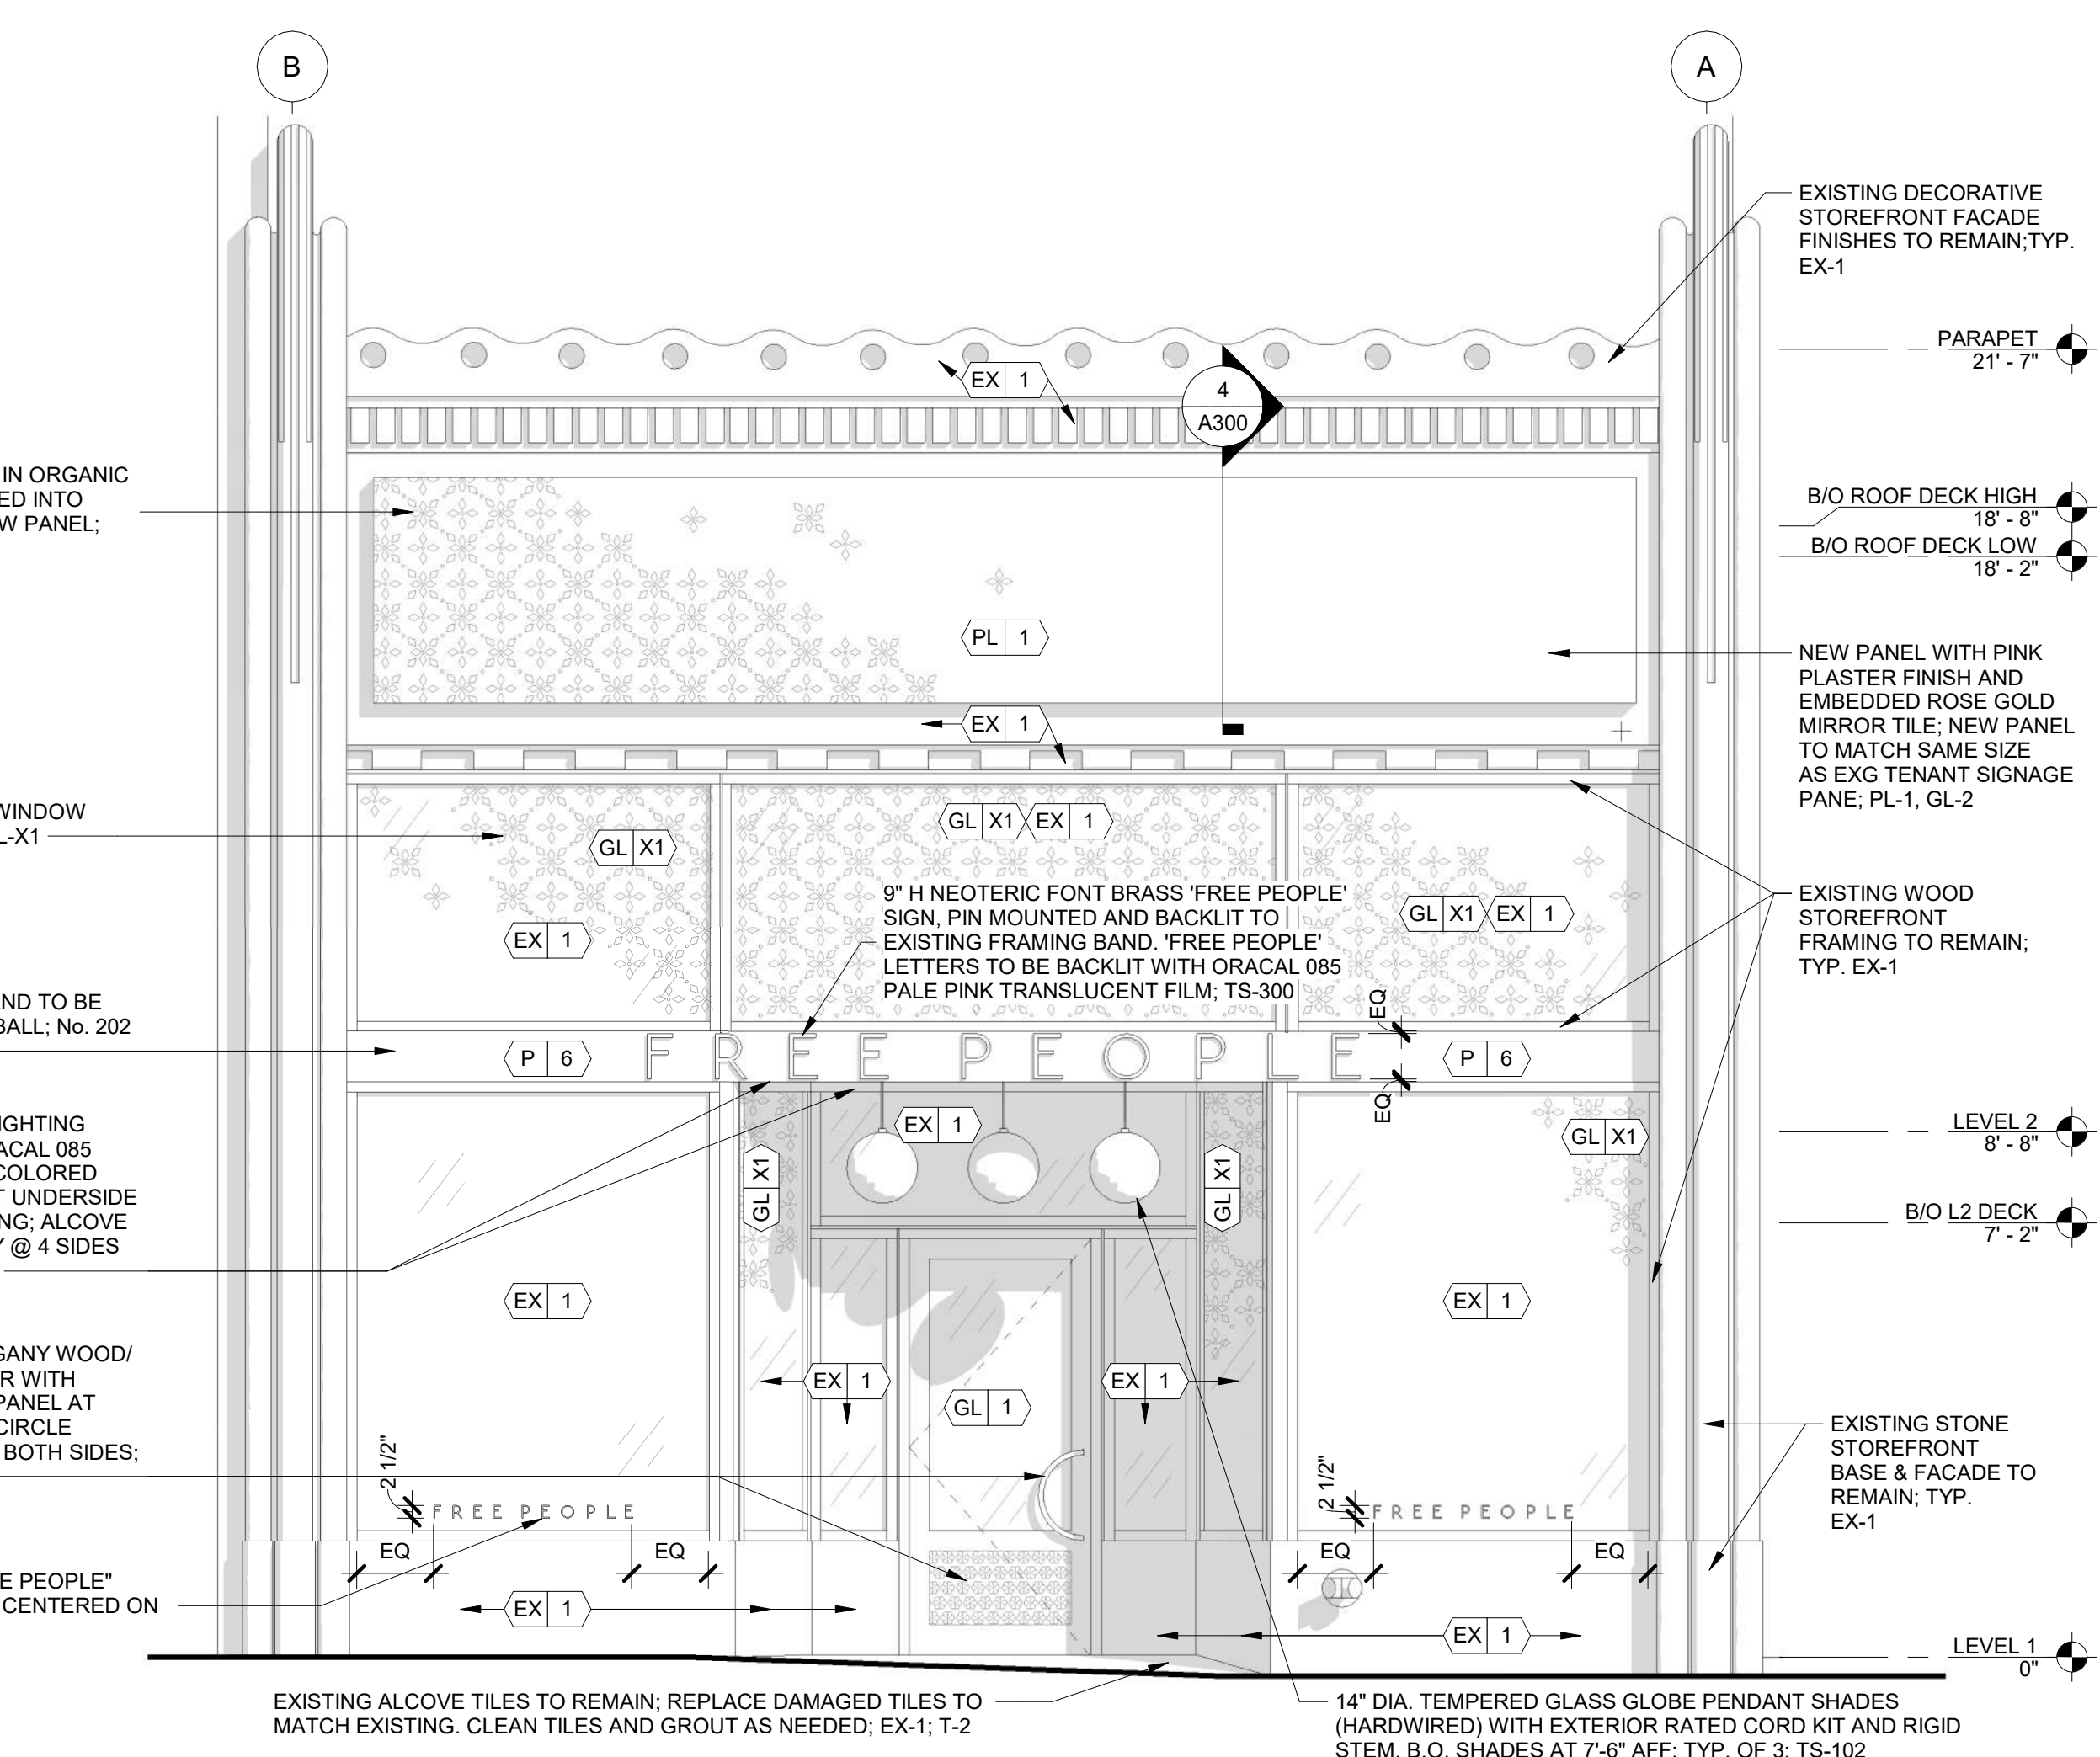 B
A
EXISTING DECORATIVE
STOREFRONT FACADE
FINISHES TO REMAIN;TYP.
EX-1
PARAPET
21' - 7"
EX 1
4
A300
IN ORGANIC
ED INTO
W PANEL;
B/O ROOF DECK HIGH
18' - 8"
B/O ROOF DECK LOW
18' - 2"
PL 1
NEW PANEL WITH PINK
PLASTER FINISH AND
EMBEDDED ROSE GOLD
MIRROR TILE; NEW PANEL
TO MATCH SAME SIZE
AS EXG TENANT SIGNAGE
PANE; PL-1, GL-2
EX 1
WINDOW
L-X1
GL X1
GL X1 EX 1
EX 1
9" H NEOTERIC FONT BRASS 'FREE PEOPLE'
SIGN, PIN MOUNTED AND BACKLIT TO
EXISTING FRAMING BAND. 'FREE PEOPLE'
LETTERS TO BE BACKLIT WITH ORACAL 085
PALE PINK TRANSLUCENT FILM; TS-300
GL X1 EX 1
EXISTING WOOD
STOREFRONT
FRAMING TO REMAIN;
TYP. EX-1
AND TO BE
BALL; No. 202
P 6
FREE PEOPLE
EQ
EQ
P 6
IGHTING
ACAL 085
COLORED
T UNDERSIDE
NG; ALCOVE
Y @ 4 SIDES
EX 1
GL X1
GL X1
GL X1
LEVEL 2
8' - 8"
B/O L2 DECK
7' - 2"
EX 1
EX 1
GANY WOOD/
R WITH
PANEL AT
CIRCLE
BOTH SIDES;
EX 1
GL 1
EX 1
EXISTING STONE
STOREFRONT
BASE & FACADE TO
REMAIN; TYP.
EX-1
2 1/2"
FREE PEOPLE
2 1/2"
FREE PEOPLE
EQ
EQ
EQ
EQ
E PEOPLE"
CENTERED ON
EX 1
EX 1
LEVEL 1
0"
EXISTING ALCOVE TILES TO REMAIN; REPLACE DAMAGED TILES TO
MATCH EXISTING. CLEAN TILES AND GROUT AS NEEDED; EX-1; T-2
14" DIA. TEMPERED GLASS GLOBE PENDANT SHADES
(HARDWIRED) WITH EXTERIOR RATED CORD KIT AND RIGID
STEM. B.O. SHADES AT 7'-6" AFF; TYP. OF 3; TS-102